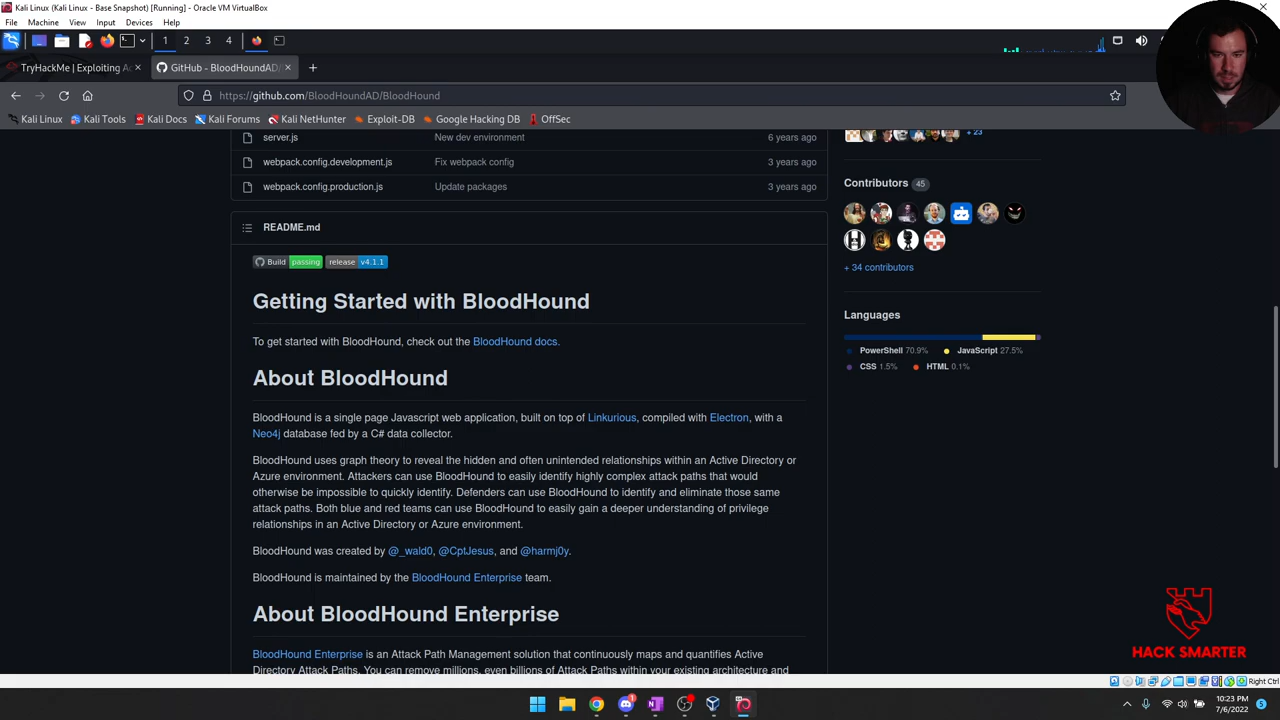 Kali Linux (Kali Linux - Base Snapshot) [Running] - Oracle VM VirtualBox
File Machine View Input Devices Help
1 2 3 4
TryHackMe | Exploiting Ac
GitHub - BloodHoundAD/
https://github.com/BloodHoundAD/BloodHound
Kali Linux Kali Tools Kali Docs Kali Forums Kali NetHunter Exploit-DB Google Hacking DB OffSec
server.js New dev environment 6 years ago
webpack.config.development.js Fix webpack config 3 years ago
webpack.config.production.js Update packages 3 years ago
README.md
Build passing release v4.1.1
Getting Started with BloodHound
To get started with BloodHound, check out the BloodHound docs.
About BloodHound
BloodHound is a single page Javascript web application, built on top of Linkurious, compiled with Electron, with a
Neo4j database fed by a C# data collector.
BloodHound uses graph theory to reveal the hidden and often unintended relationships within an Active Directory or
Azure environment. Attackers can use BloodHound to easily identify highly complex attack paths that would
otherwise be impossible to quickly identify. Defenders can use BloodHound to identify and eliminate those same
attack paths. Both blue and red teams can use BloodHound to easily gain a deeper understanding of privilege
relationships in an Active Directory or Azure environment.
BloodHound was created by @_wald0, @CptJesus, and @harmj0y.
BloodHound is maintained by the BloodHound Enterprise team.
About BloodHound Enterprise
BloodHound Enterprise is an Attack Path Management solution that continuously maps and quantifies Active
Directory Attack Paths. You can remove millions, even billions of Attack Paths within your existing architecture and
+ 23
Contributors 45
+ 34 contributors
Languages
PowerShell 70.9% JavaScript 27.5%
CSS 1.5% HTML 0.1%
HACK SMARTER
Right Ctrl
10:23 PM
7/6/2022